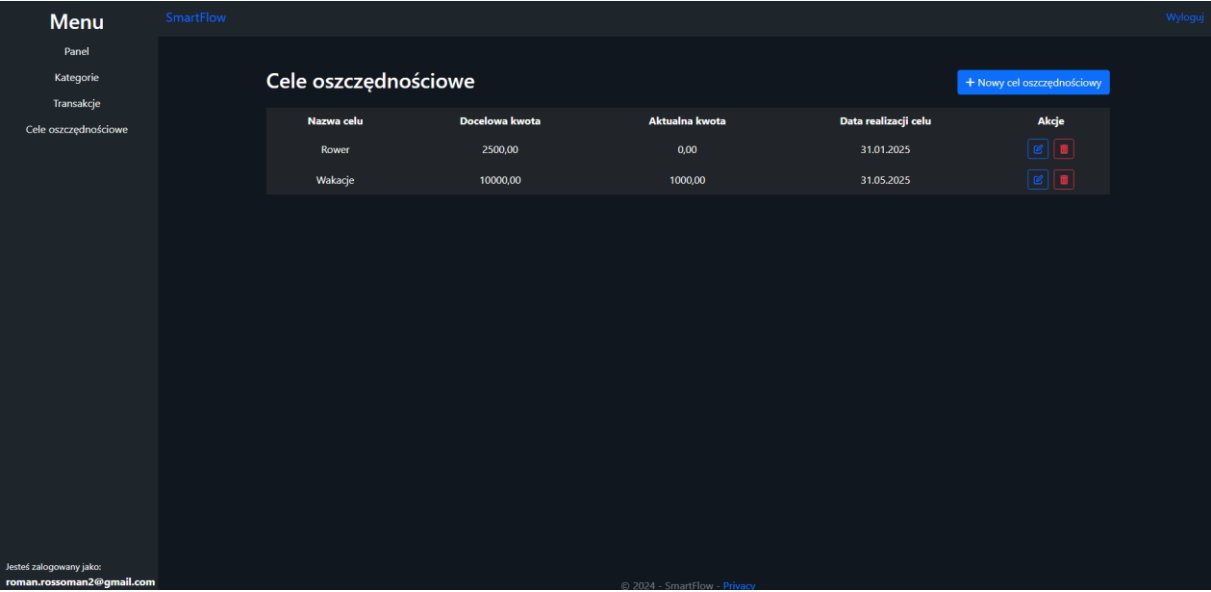 Menu
SmartFlow
Wyloguj
Panel
Kategorie
Transakcje
Cele oszczędnościowe
Cele oszczędnościowe
+ Nowy cel oszczędnościowy
Nazwa celu Docelowa kwota Aktualna kwota Data realizacji celu Akcje
Rower 2500,00 0,00 31.01.2025
Wakacje 10000,00 1000,00 31.05.2025
Jesteś zalogowany jako:
roman.rossoman2@gmail.com
© 2024 - SmartFlow - Privacy